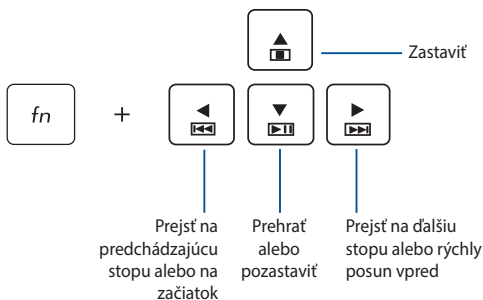 Zastaviť
fn
+
Prejsť na
predchádzajúcu
stopu alebo na
začiatok
Prehrať
alebo
pozastaviť
Prejsť na ďalšiu
stopu alebo rýchly
posun vpred